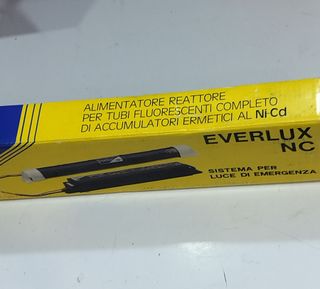 ALIMENTATORE REATTORE
PER TUBI FLUORESCENTI COMPLETO
DI ACCUMULATORI ERMETICI AL Ni-Cd
EVERLUX
NC
SISTEMA PER
LUCE DI EMERGENZA